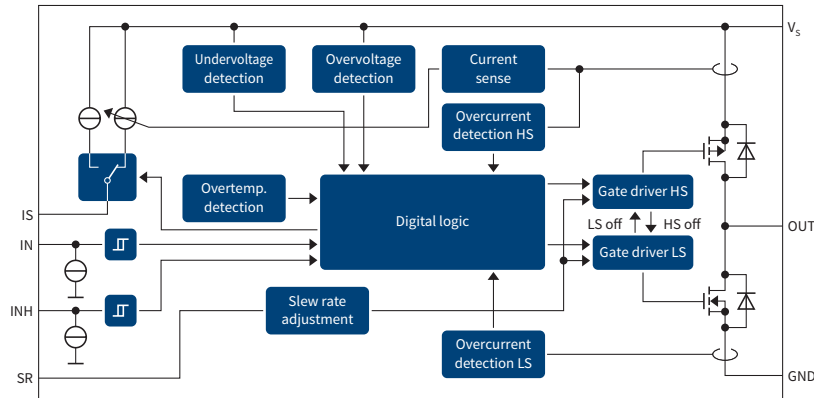 V_S
Undervoltage
detection
Overvoltage
detection
Current
sense
Overcurrent
detection HS
Overtemp.
detection
Digital logic
Gate driver HS
IS
LS off
HS off
OUT
IN
Gate driver LS
INH
Slew rate
adjustment
Overcurrent
detection LS
SR
GND